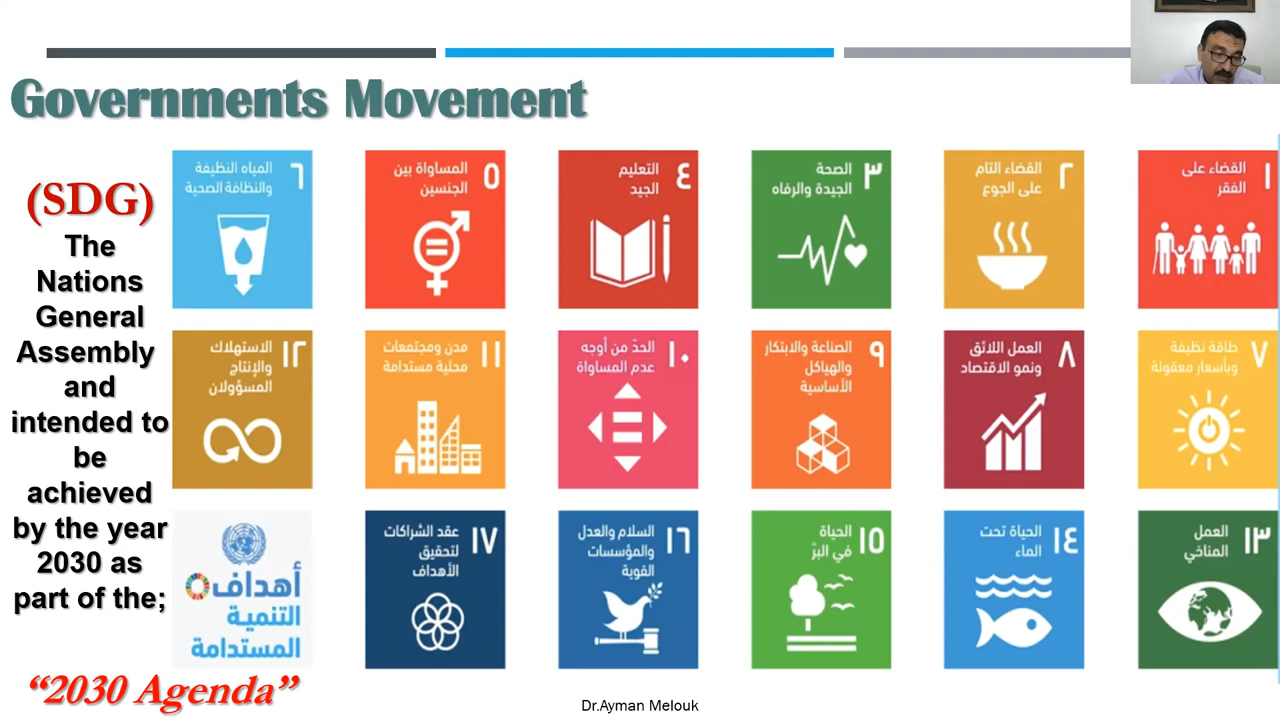 Governments Movement
(SDG)
The
Nations
General
Assembly
and
intended to
be
achieved
by the year
2030 as
part of the;
“2030 Agenda”
١ القضاء على
الفقر
٢ القضاء التام
على الجوع
٣ الصحة
الجيدة والرفاه
٤ التعليم
الجيد
٥ المساواة بين
الجنسين
٦ المياه النظيفة
والنظافة الصحية
٧ طاقة نظيفة
وبأسعار معقولة
٨ العمل اللائق
ونمو الاقتصاد
٩ الصناعة والابتكار
والهياكل
الأساسية
١٠ الحدّ من أوجه
عدم المساواة
١١ مدن ومجتمعات
محلية مستدامة
١٢ الاستهلاك
والإنتاج
المسؤولان
١٣ العمل
المناخي
١٤ الحياة تحت
الماء
١٥ الحياة
في البرّ
١٦ السلام والعدل
والمؤسسات
القوية
١٧ عقد الشراكات
لتحقيق
الأهداف
أهداف
التنمية
المستدامة
Dr.Ayman Melouk